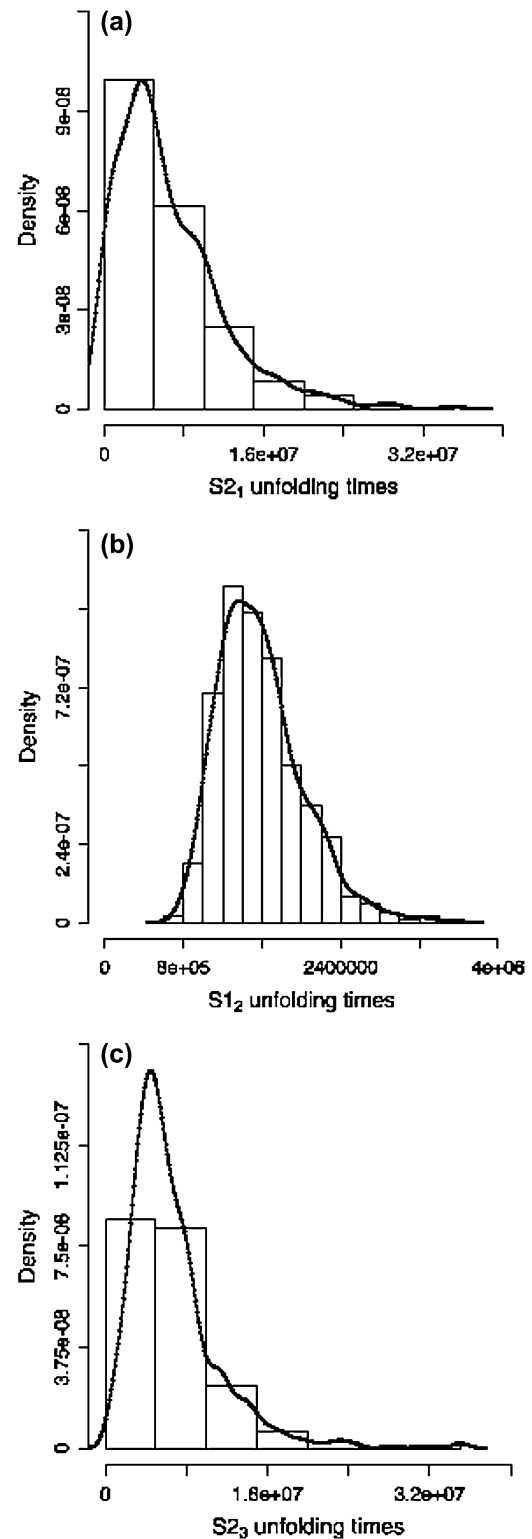 (a)
9e-08
6e-08
3e-08
0
Density
0 1.6e+07 3.2e+07
S2₁ unfolding times
(b)
7.2e-07
2.4e-07
0
Density
0 8e+05 2400000 4e+06
S1₂ unfolding times
(c)
1.125e-07
7.5e-08
3.75e-08
0
Density
0 1.6e+07 3.2e+07
S2₃ unfolding times